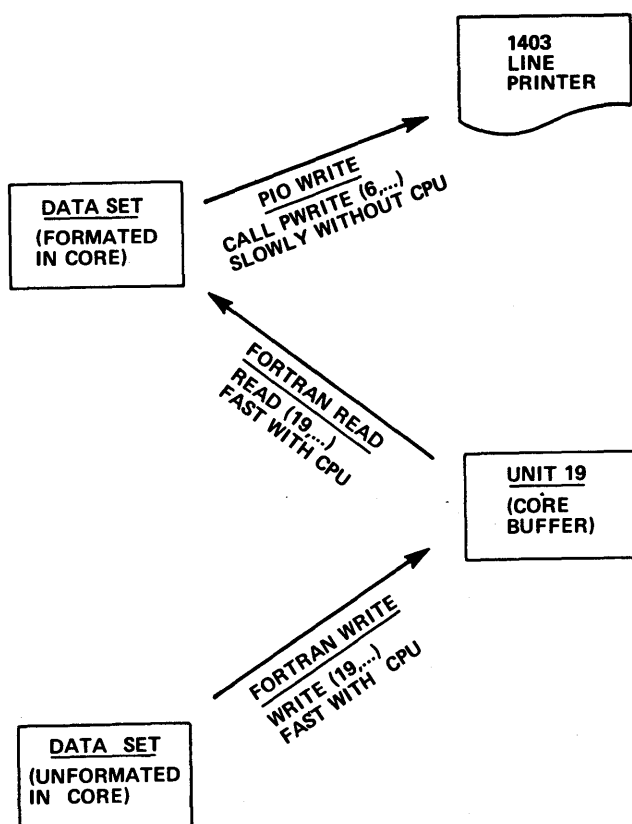 1403
LINE
PRINTER
PIO WRITE
CALL PWRITE (6,...)
SLOWLY WITHOUT CPU
DATA SET
(FORMATED
IN CORE)
FORTRAN READ
READ (19,...)
FAST WITH CPU
UNIT 19
(CORE
BUFFER)
FORTRAN WRITE
WRITE (19,...)
FAST WITH CPU
DATA SET
(UNFORMATED
IN CORE)